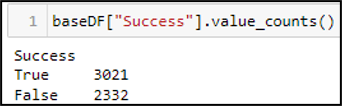 1 baseDF["Success"].value_counts()
Success
True 3021
False 2332